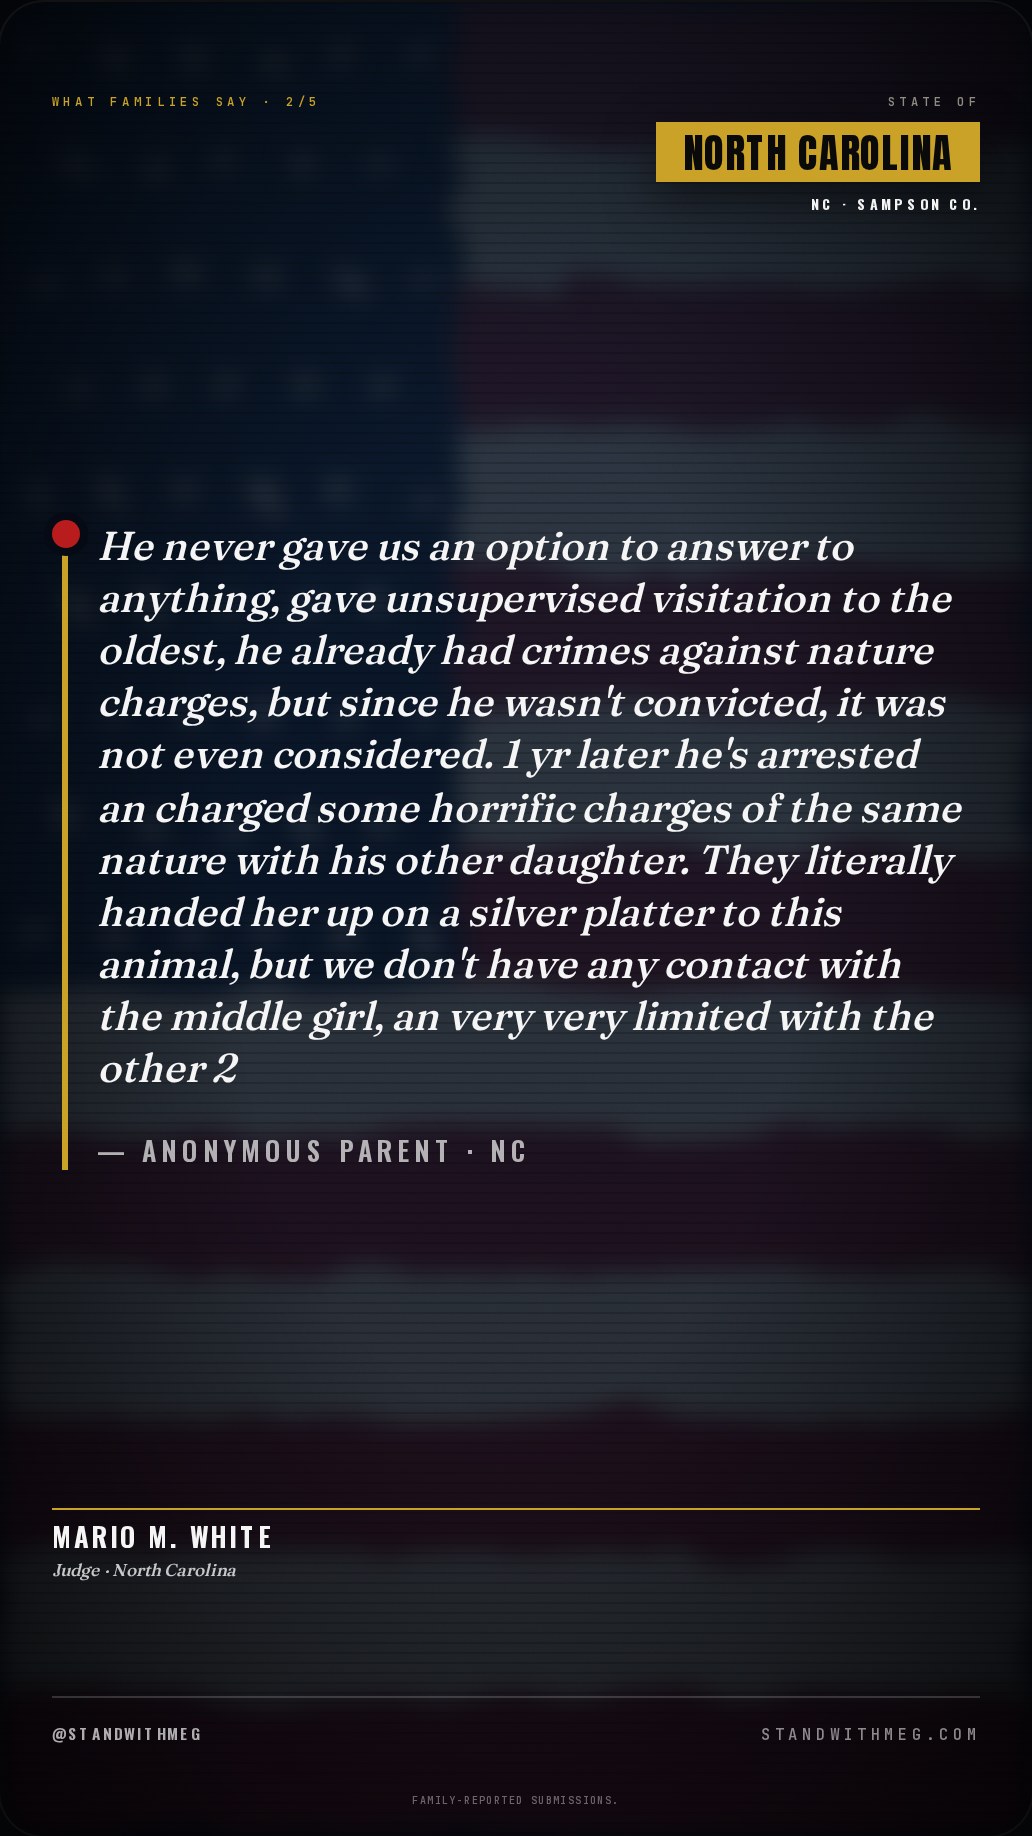 WHAT FAMILIES SAY · 2/5
STATE OF
NORTH CAROLINA
NC · SAMPSON CO.
He never gave us an option to answer to
anything, gave unsupervised visitation to the
oldest, he already had crimes against nature
charges, but since he wasn't convicted, it was
not even considered. 1 yr later he's arrested
an charged some horrific charges of the same
nature with his other daughter. They literally
handed her up on a silver platter to this
animal, but we don't have any contact with
the middle girl, an very very limited with the
other 2
— ANONYMOUS PARENT · NC
MARIO M. WHITE
Judge · North Carolina
@STANDWITHMEG
STANDWITHMEG.COM
FAMILY-REPORTED SUBMISSIONS.